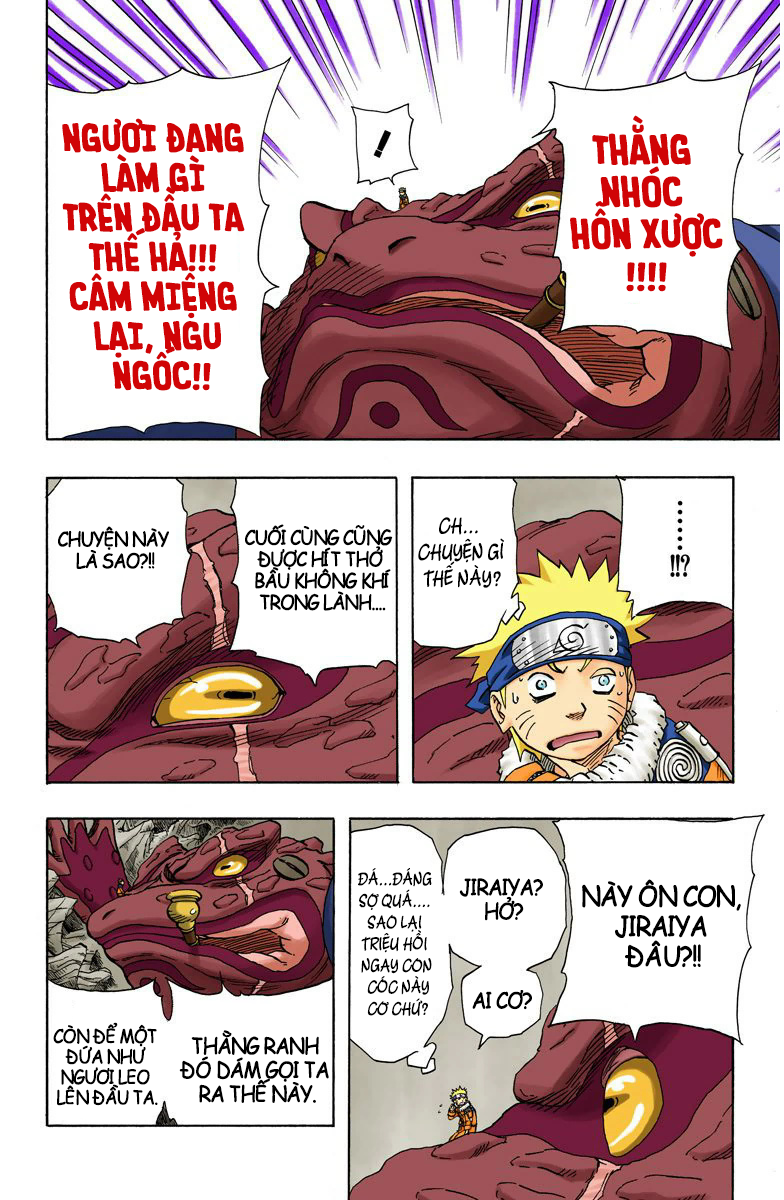 THẰNG
NHÓC
HỖN XƯỢC
!!!!
!
NGƯƠI ĐANG
LÀM GÌ
TRÊN ĐẦU TA
THẾ HẢ!!!
CÂM MIỆNG
LẠI, NGU
NGỐC!!
......
!!?
CH...
CHUYỆN GÌ
THẾ NÀY?
CUỐI CÙNG CŨNG
ĐƯỢC HÍT THỞ
BẦU KHÔNG KHÍ
TRONG LÀNH....
CHUYỆN NÀY
LÀ SAO?!!
NÀY ÔN CON,
JIRAIYA
ĐÂU?!!
JIRAIYA?
HỞ?
AI CƠ?
ĐÁ...ĐÁNG
SỢ QUÁ....
SAO LẠI
TRIỆU HỒI
NGAY CON
CÓC NÀY
CƠ CHỨ?
THẰNG RANH
ĐÓ DÁM GỌI TA
RA THẾ NÀY.
CÒN ĐỂ MỘT
ĐỨA NHƯ
NGƯƠI LEO
LÊN ĐẦU TA.